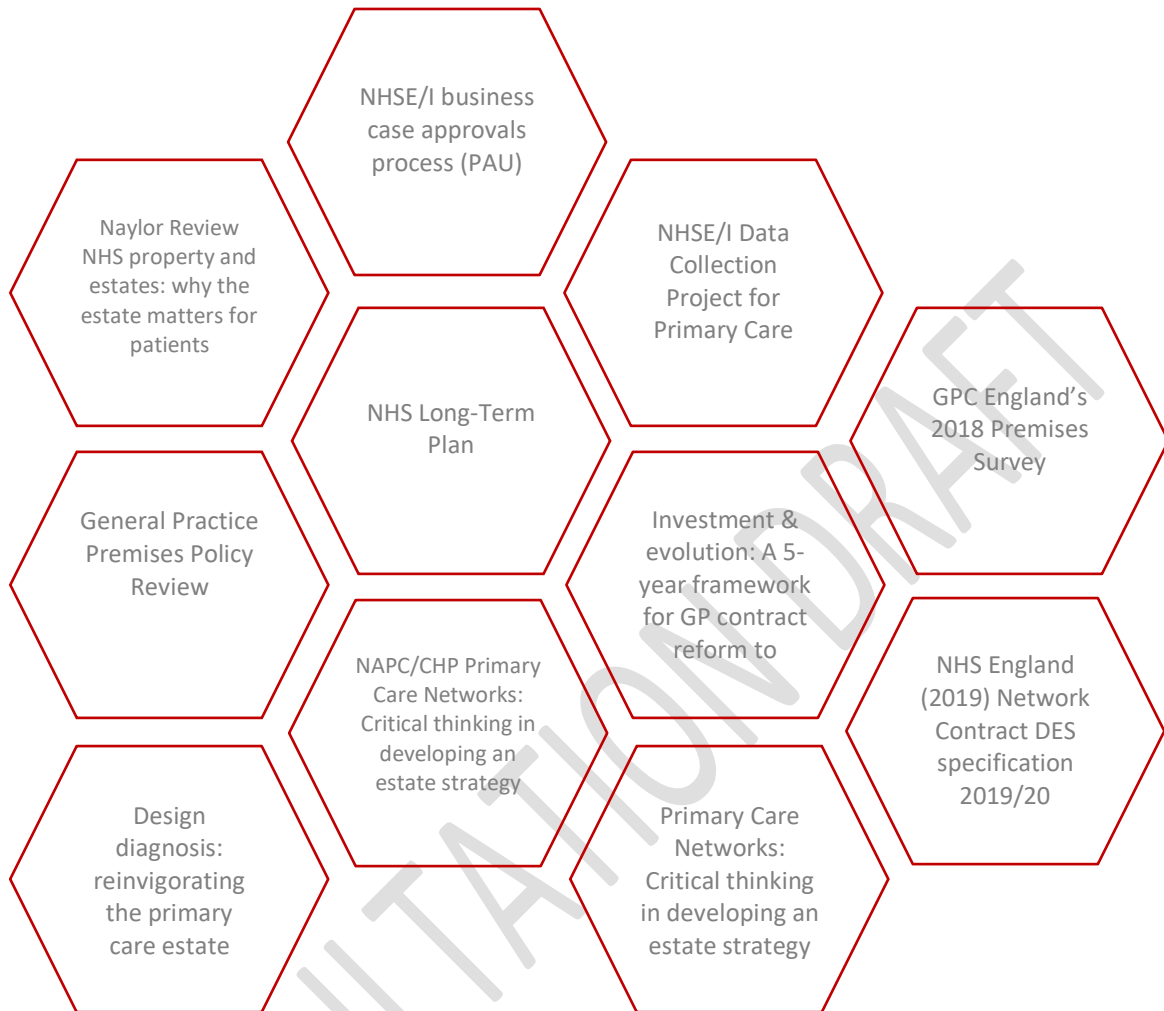 NHSE/I business
case approvals
process (PAU)
Naylor Review
NHS property and
estates: why the
estate matters for
patients
NHSE/I Data
Collection
Project for
Primary Care
NHS Long-Term
Plan
GPC England’s
2018 Premises
Survey
General Practice
Premises Policy
Review
Investment &
evolution: A 5-
year framework
for GP contract
reform to
NAPC/CHP Primary
Care Networks:
Critical thinking in
developing an
estate strategy
NHS England
(2019) Network
Contract DES
specification
2019/20
Design
diagnosis:
reinvigorating
the primary
care estate
Primary Care
Networks:
Critical thinking
in developing an
estate strategy
TATION DRAFT